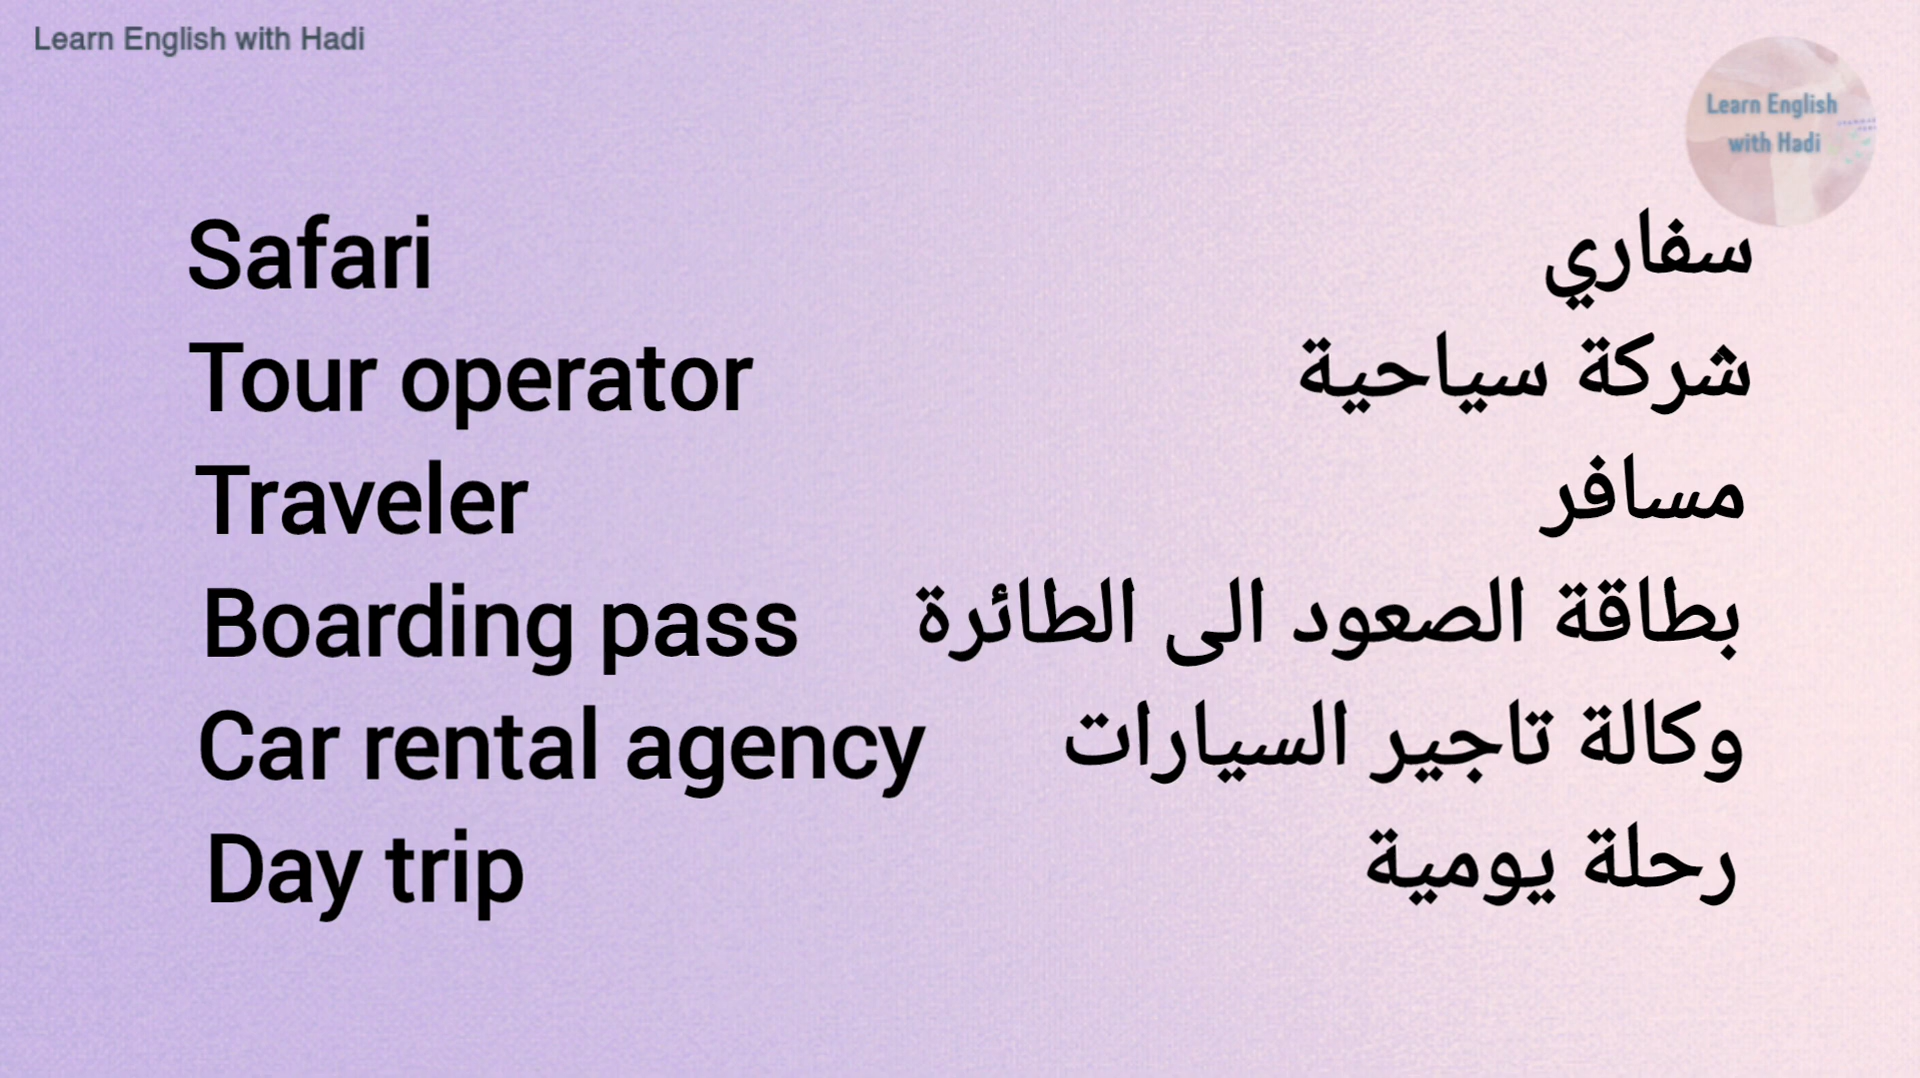 Learn English with Hadi
Learn English
with Hadi
Safari سفاري
Tour operator شركة سياحية
Traveler مسافر
Boarding pass بطاقة الصعود الى الطائرة
Car rental agency وكالة تاجير السيارات
Day trip رحلة يومية